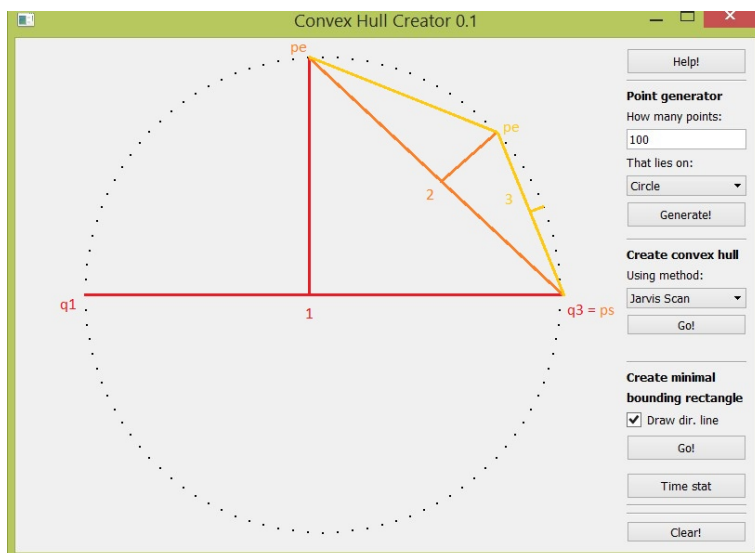 Convex Hull Creator 0.1
pe
Help!
Point generator
How many points:
100
pe
That lies on:
Circle
2
3
Generate!
Create convex hull
Using method:
Jarvis Scan
q1
1
q3 = ps
Go!
Create minimal
bounding rectangle
Draw dir. line
Go!
Time stat
Clear!